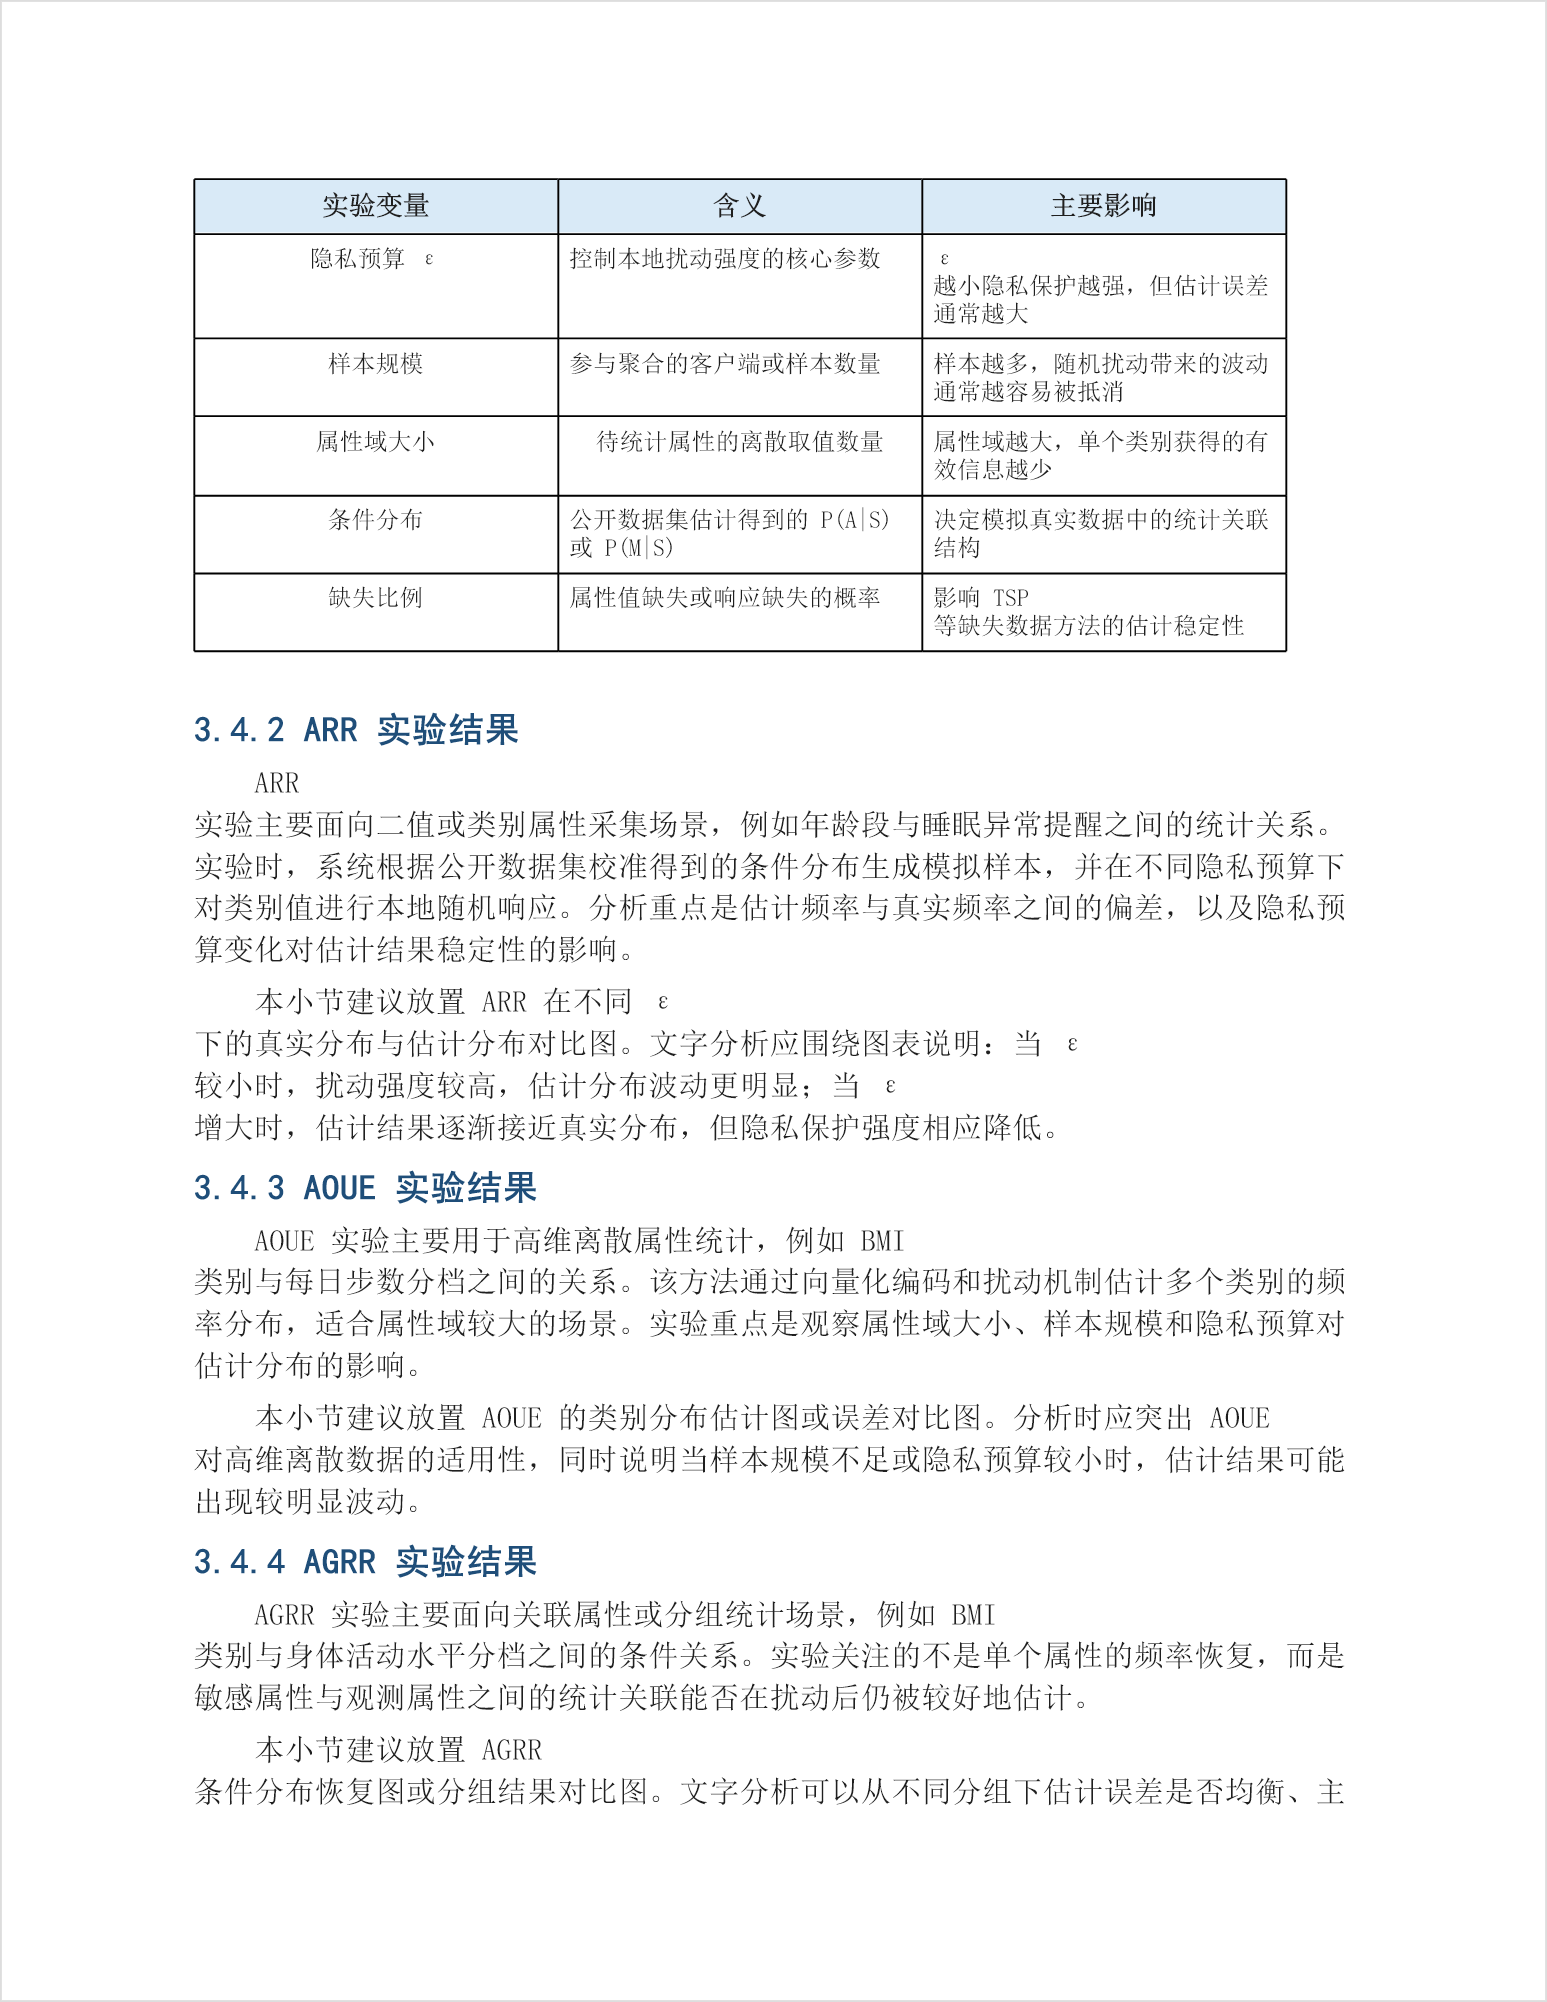 实验变量 含义 主要影响
隐私预算 ε 控制本地扰动强度的核心参数 ε
越小隐私保护越强，但估计误差
通常越大
样本规模 参与聚合的客户端或样本数量 样本越多，随机扰动带来的波动
通常越容易被抵消
属性域大小 待统计属性的离散取值数量 属性域越大，单个类别获得的有
效信息越少
条件分布 公开数据集估计得到的 P(A|S) 决定模拟真实数据中的统计关联
或 P(M|S) 结构
缺失比例 属性值缺失或响应缺失的概率 影响 TSP
等缺失数据方法的估计稳定性
3.4.2 ARR 实验结果
ARR
实验主要面向二值或类别属性采集场景，例如年龄段与睡眠异常提醒之间的统计关系。
实验时，系统根据公开数据集校准得到的条件分布生成模拟样本，并在不同隐私预算下
对类别值进行本地随机响应。分析重点是估计频率与真实频率之间的偏差，以及隐私预
算变化对估计结果稳定性的影响。
本小节建议放置 ARR 在不同 ε
下的真实分布与估计分布对比图。文字分析应围绕图表说明：当 ε
较小时，扰动强度较高，估计分布波动更明显；当 ε
增大时，估计结果逐渐接近真实分布，但隐私保护强度相应降低。
3.4.3 AOUE 实验结果
AOUE 实验主要用于高维离散属性统计，例如 BMI
类别与每日步数分档之间的关系。该方法通过向量化编码和扰动机制估计多个类别的频
率分布，适合属性域较大的场景。实验重点是观察属性域大小、样本规模和隐私预算对
估计分布的影响。
本小节建议放置 AOUE 的类别分布估计图或误差对比图。分析时应突出 AOUE
对高维离散数据的适用性，同时说明当样本规模不足或隐私预算较小时，估计结果可能
出现较明显波动。
3.4.4 AGRR 实验结果
AGRR 实验主要面向关联属性或分组统计场景，例如 BMI
类别与身体活动水平分档之间的条件关系。实验关注的不是单个属性的频率恢复，而是
敏感属性与观测属性之间的统计关联能否在扰动后仍被较好地估计。
本小节建议放置 AGRR
条件分布恢复图或分组结果对比图。文字分析可以从不同分组下估计误差是否均衡、主